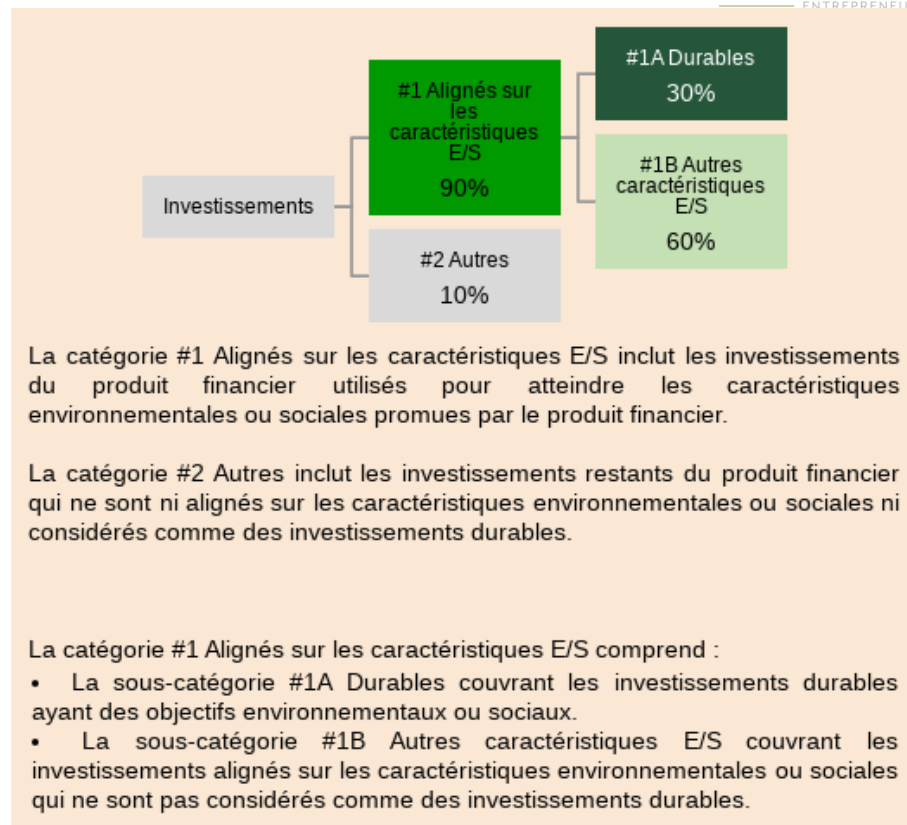 #1A Durables
30%
#1 Alignés sur
les
caractéristiques
E/S
90%
#1B Autres
caractéristiques
E/S
60%
Investissements
#2 Autres
10%
La catégorie #1 Alignés sur les caractéristiques E/S inclut les investissements
du produit financier utilisés pour atteindre les caractéristiques
environnementales ou sociales promues par le produit financier.
La catégorie #2 Autres inclut les investissements restants du produit financier
qui ne sont ni alignés sur les caractéristiques environnementales ou sociales ni
considérés comme des investissements durables.
La catégorie #1 Alignés sur les caractéristiques E/S comprend :
• La sous-catégorie #1A Durables couvrant les investissements durables
ayant des objectifs environnementaux ou sociaux.
• La sous-catégorie #1B Autres caractéristiques E/S couvrant les
investissements alignés sur les caractéristiques environnementales ou sociales
qui ne sont pas considérés comme des investissements durables.